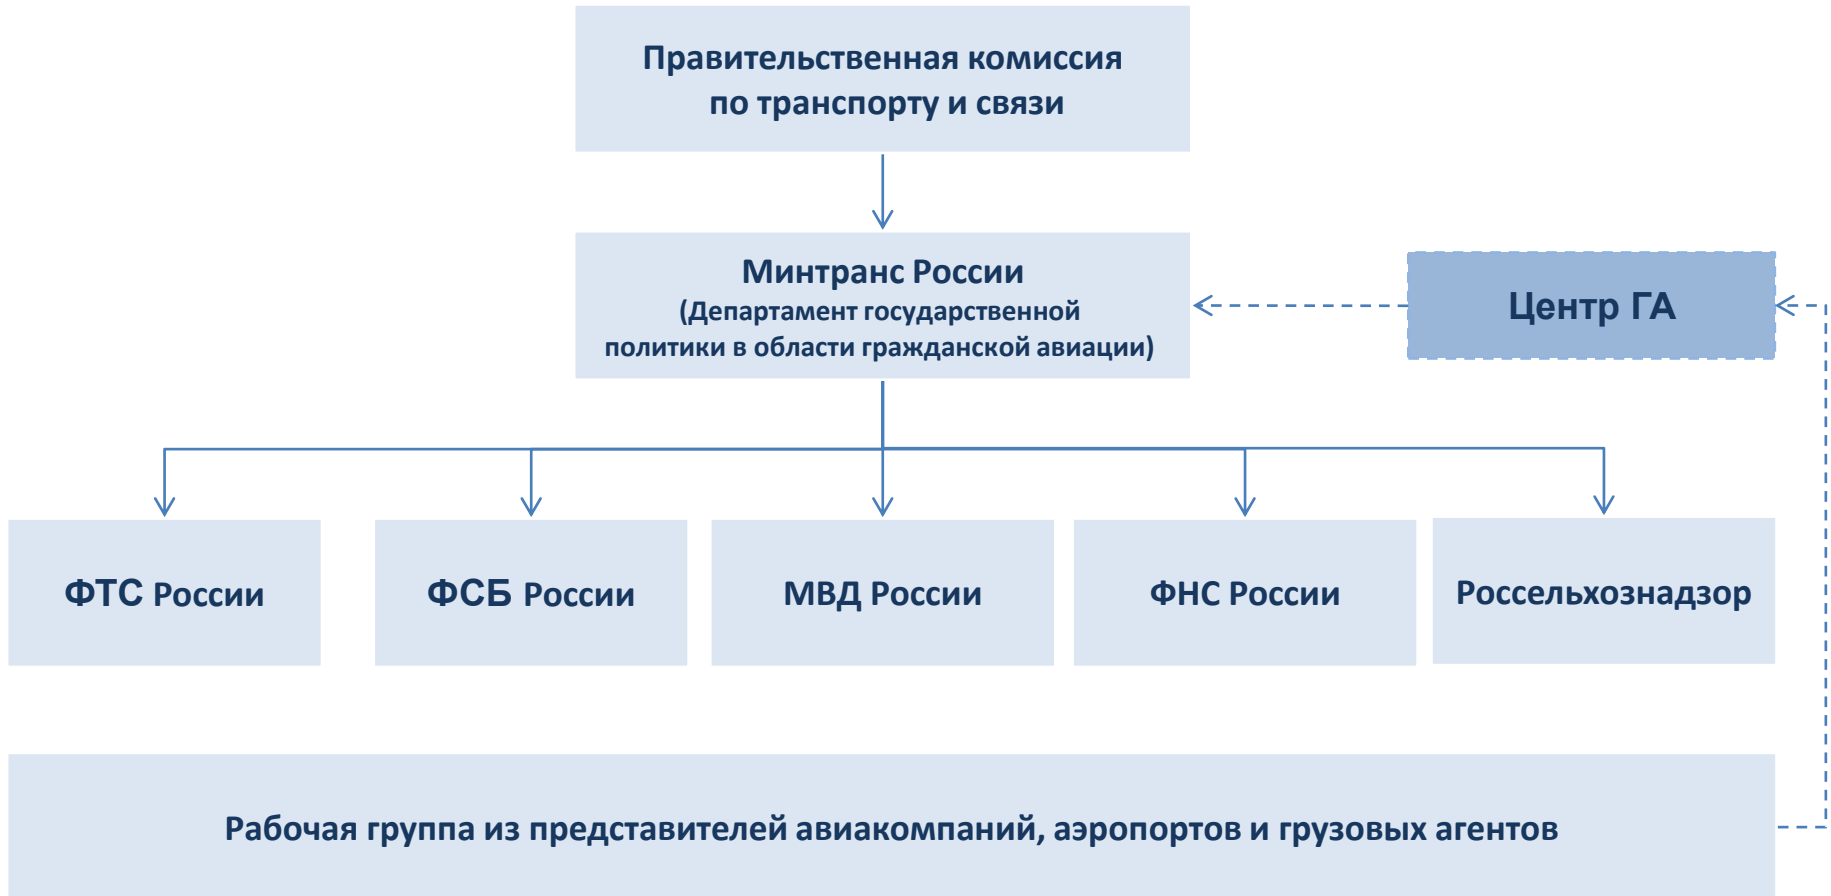 Правительственная комиссия
по транспорту и связи
Минтранс России
(Департамент государственной
политики в области гражданской авиации)
Центр ГА
ФТС России
ФСБ России
МВД России
ФНС России
Россельхознадзор
Рабочая группа из представителей авиакомпаний, аэропортов и грузовых агентов